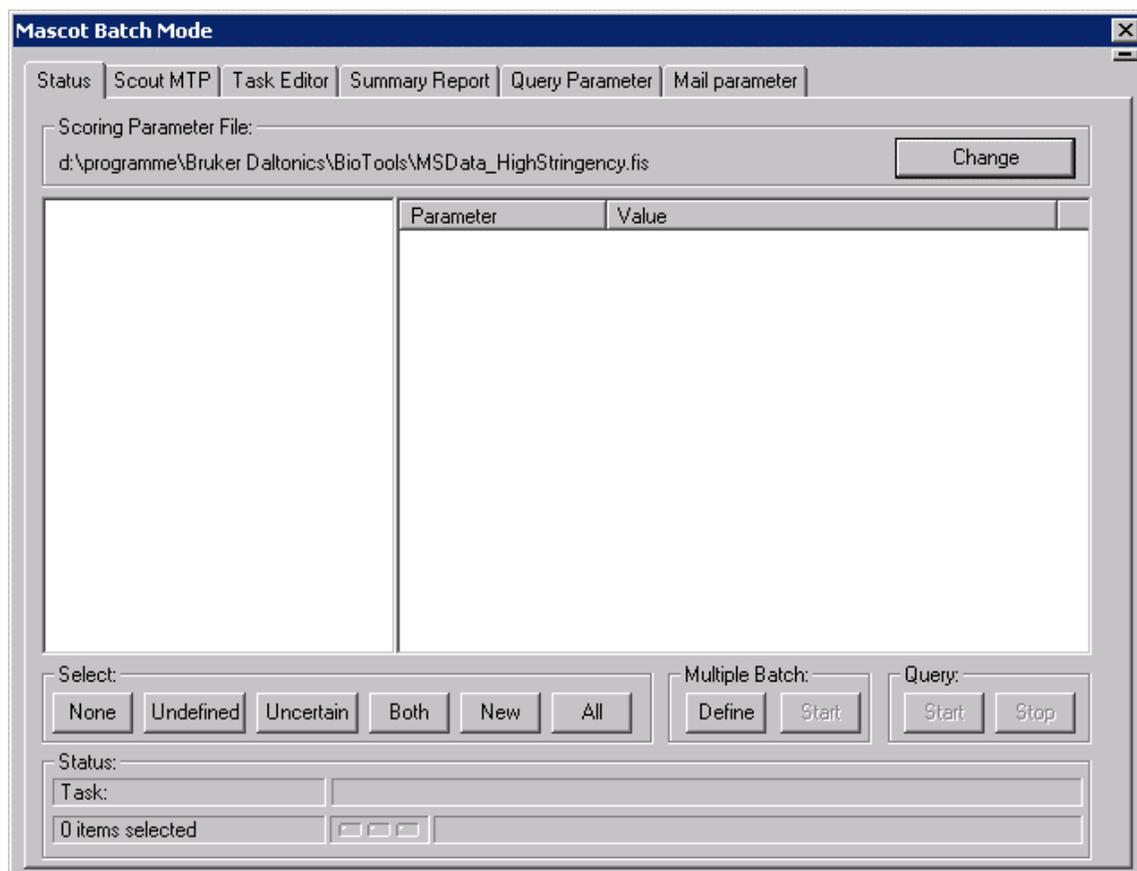 Mascot Batch Mode
Status Scout MTP Task Editor Summary Report Query Parameter Mail parameter
Scoring Parameter File:
d:\programme\Bruker Daltonics\BioTools\MSData_HighStringency.fis
Change
Parameter Value
Select: Multiple Batch: Query:
None Undefined Uncertain Both New All Define Start Start Stop
Status:
Task:
0 items selected